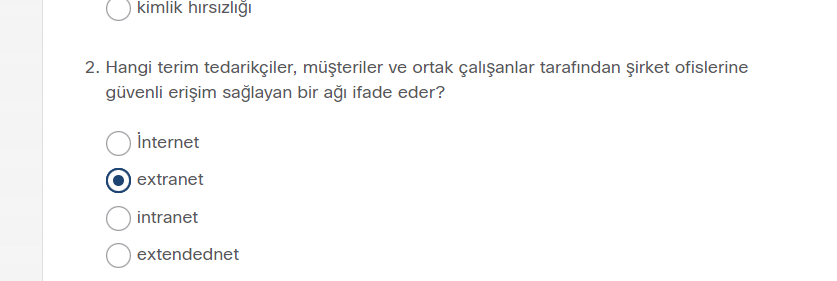 kimlik hırsızlığı
2. Hangi terim tedarikçiler, müşteriler ve ortak çalışanlar tarafından şirket ofislerine
güvenli erişim sağlayan bir ağı ifade eder?
İnternet
extranet
intranet
extendednet